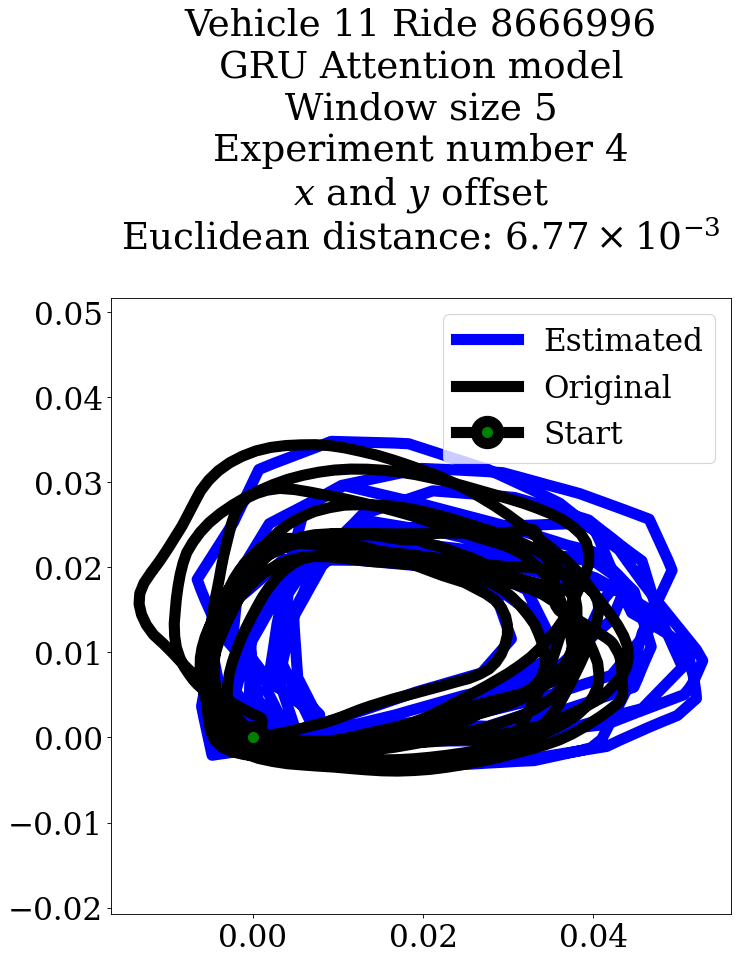 Vehicle 11 Ride 8666996
GRU Attention model
Window size 5
Experiment number 4
x and y offset
Euclidean distance: 6.77 × 10⁻³
0.05
Estimated
0.04
Original
Start
0.03
0.02
0.01
0.00
−0.01
−0.02
0.00 0.02 0.04